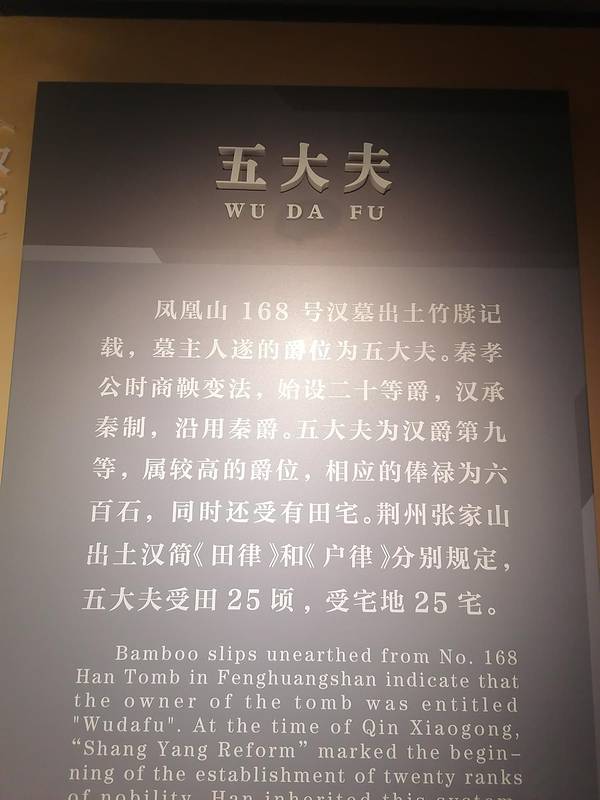 五大夫
WU DA FU
凤凰山 168 号汉墓出土竹牍记
载，墓主人遂的爵位为五大夫。秦孝
公时商鞅变法，始设二十等爵，汉承
秦制，沿用秦爵。五大夫为汉爵第九
等，属较高的爵位，相应的俸禄为六
百石，同时还受有田宅。荆州张家山
出土汉简《田律》和《户律》分别规定，
五大夫受田 25 顷，受宅地 25 宅。
Bamboo slips unearthed from No. 168
Han Tomb in Fenghuangshan indicate that
the owner of the tomb was entitled
"Wudafu". At the time of Qin Xiaogong,
“Shang Yang Reform” marked the begin-
ning of the establishment of twenty ranks
of nobility. Han inherited this system